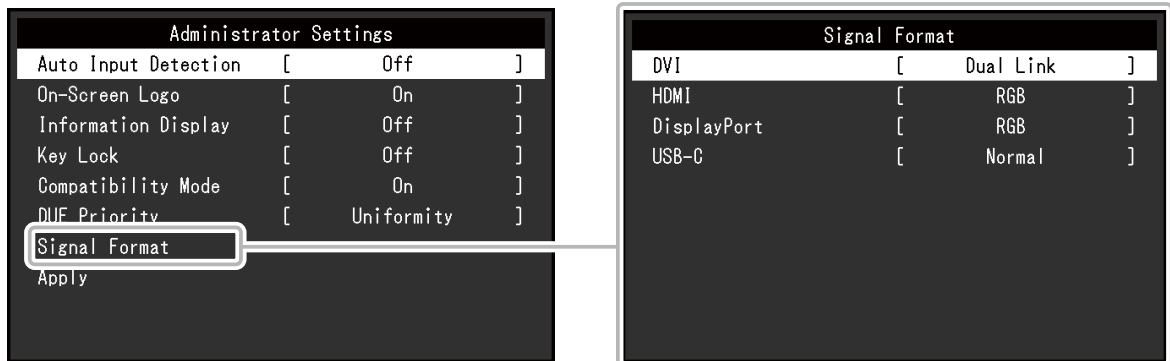 Administrator Settings
Auto Input Detection [ Off ]
On-Screen Logo [ On ]
Information Display [ Off ]
Key Lock [ Off ]
Compatibility Mode [ On ]
DUE Priority [ Uniformity ]
Signal Format
Apply
Signal Format
DVI [ Dual Link ]
HDMI [ RGB ]
DisplayPort [ RGB ]
USB-C [ Normal ]